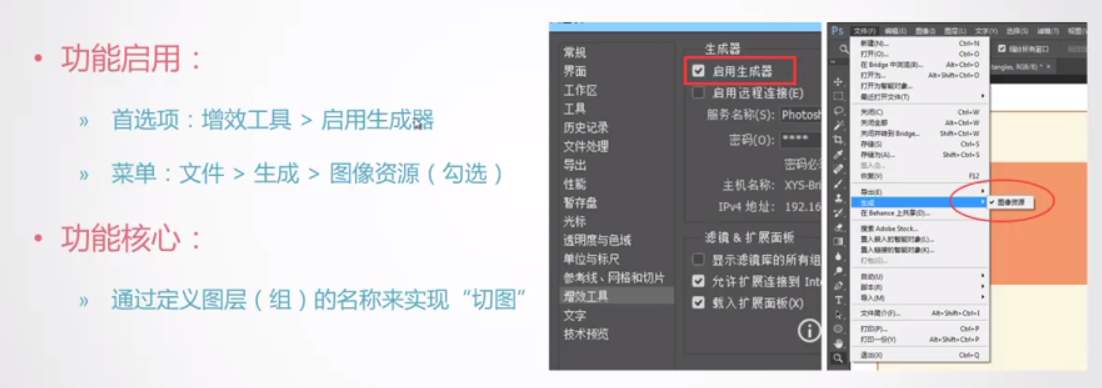 • 功能启用：
» 首选项：增效工具 > 启用生成器
» 菜单：文件 > 生成 > 图像资源（勾选）
• 功能核心：
» 通过定义图层（组）的名称来实现“切图”
常规
界面
工作区
工具
历史记录
文件处理
导出
性能
暂存盘
光标
透明度与色域
单位与标尺
参考线、网格和切片
增效工具
文字
技术预览
生成器
启用生成器
启用远程连接(E)
服务名称(S): Photosh
密码(O): ****
密码必
主机名称: XYS-Bri
IPv4 地址: 192.16
滤镜 & 扩展面板
显示滤镜库的所有组
允许扩展连接到 Inte
载入扩展面板(X)
Ps 文件(F) 编辑(E) 图像(I) 图层(L) 文字(Y) 选择(S) 滤镜(T) 视图(V
新建(N)... Ctrl+N
打开(O)... Ctrl+O
在 Bridge 中浏览(B)... Alt+Ctrl+O
打开为... Alt+Shift+Ctrl+O
打开为智能对象...
最近打开文件(T)
关闭(C) Ctrl+W
关闭全部 Alt+Ctrl+W
关闭并转到 Bridge... Shift+Ctrl+W
存储(S) Ctrl+S
存储为(A)... Shift+Ctrl+S
恢复(V) F12
导出(E)
生成
图像资源
在 Behance 上共享(D)...
搜索 Adobe Stock...
置入嵌入的智能对象(L)...
置入链接的智能对象(K)...
打包(G)...
自动(U)
脚本(R)
导入(M)
文件简介(F)... Alt+Shift+Ctrl+I
打印(P)... Ctrl+P
打印一份(Y) Alt+Shift+Ctrl+P
退出(X) Ctrl+Q
tangles, RGB/8) *